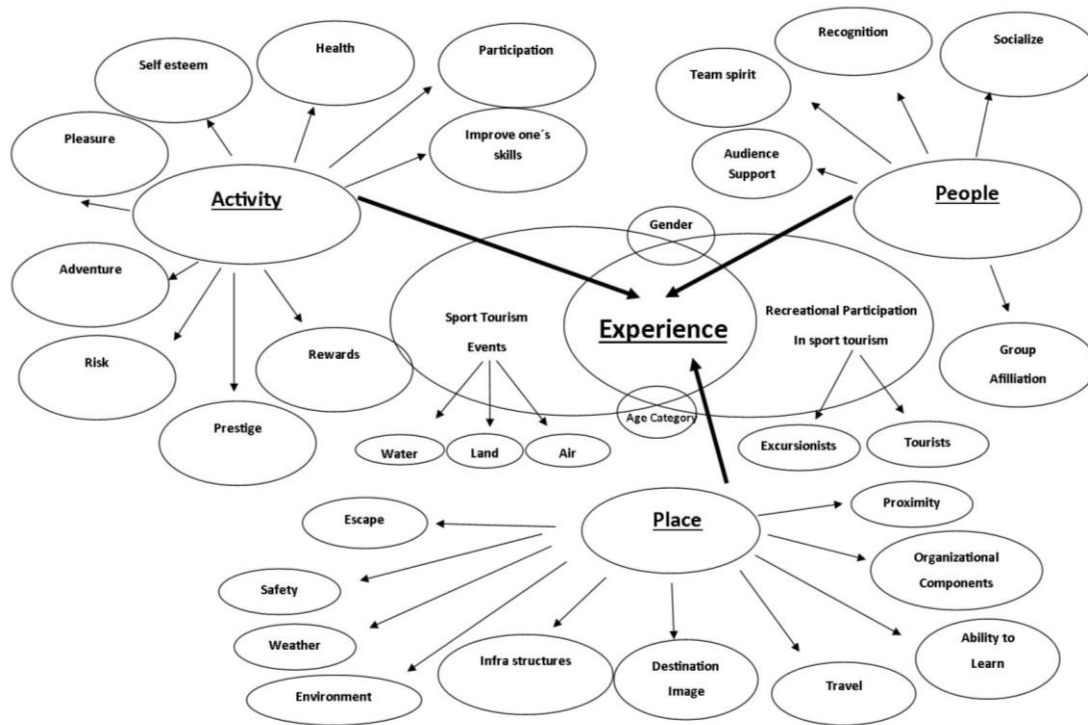 Health
Participation
Recognition
Socialize
Self esteem
Team spirit
Pleasure
Improve one´s
skills
Audience
Support
Activity
People
Gender
Adventure
Sport Tourism
Events
Experience
Recreational Participation
In sport tourism
Risk
Rewards
Group
Afilliation
Prestige
Age Category
Water
Land
Air
Excursionists
Tourists
Escape
Place
Proximity
Organizational
Components
Safety
Weather
Infra structures
Destination
Image
Ability to
Learn
Environment
Travel